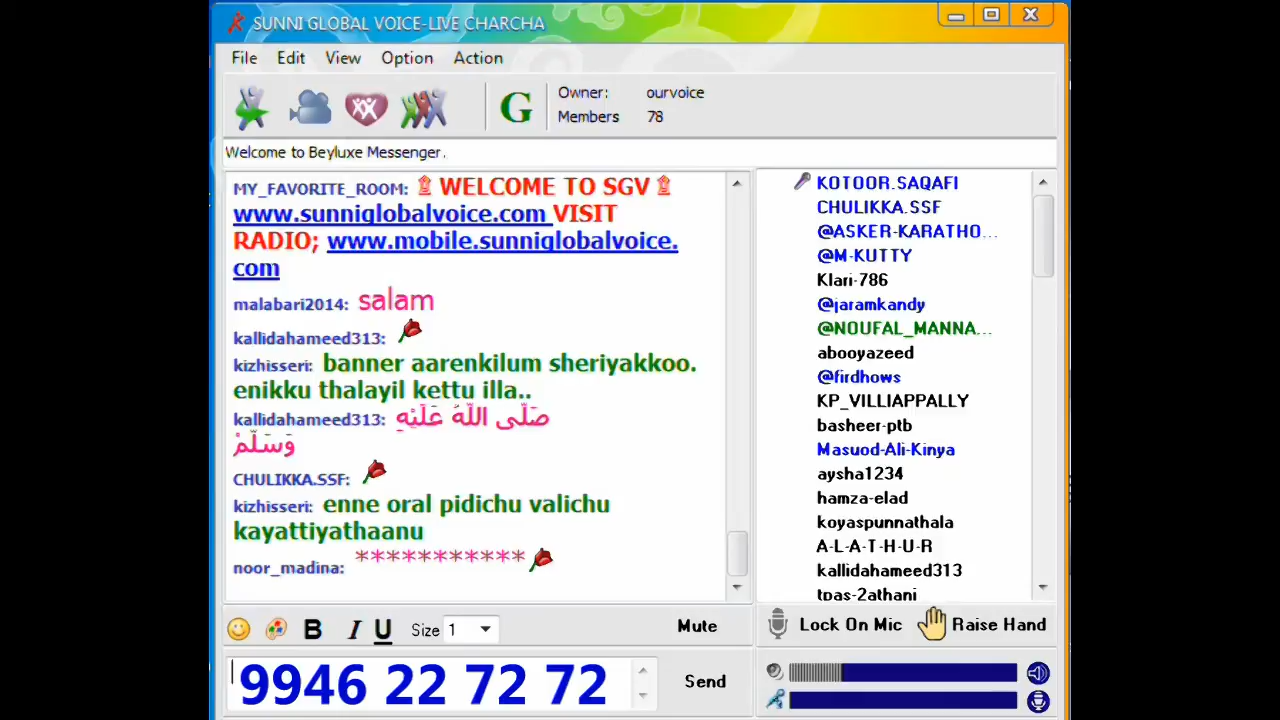 SUNNI GLOBAL VOICE-LIVE CHARCHA
File Edit View Option Action
G
Owner: ourvoice
Members 78
Welcome to Beyluxe Messenger.
MY_FAVORITE_ROOM: WELCOME TO SGV
www.sunniglobalvoice.com VISIT
RADIO; www.mobile.sunniglobalvoice.
com
malabari2014: salam
kallidahameed313:
kizhisseri: banner aarenkilum sheriyakkoo.
enikku thalayil kettu illa..
kallidahameed313: صَلَّى اللّهُ عَلَيْهِ
وَسَلَّمْ
CHULIKKA.SSF:
kizhisseri: enne oral pidichu valichu
kayattiyathaanu
noor_madina: ***********
KOTOOR.SAQAFI
CHULIKKA.SSF
@ASKER-KARATHO...
@M-KUTTY
Klari-786
@jaramkandy
@NOUFAL_MANNA...
abooyazeed
@firdhows
KP_VILLIAPPALLY
basheer-ptb
Masuod-Ali-Kinya
aysha1234
hamza-elad
koyaspunnathala
A-L-A-T-H-U-R
kallidahameed313
tpas-2athani
B I U Size 1 Mute
Lock On Mic Raise Hand
9946 22 72 72 Send